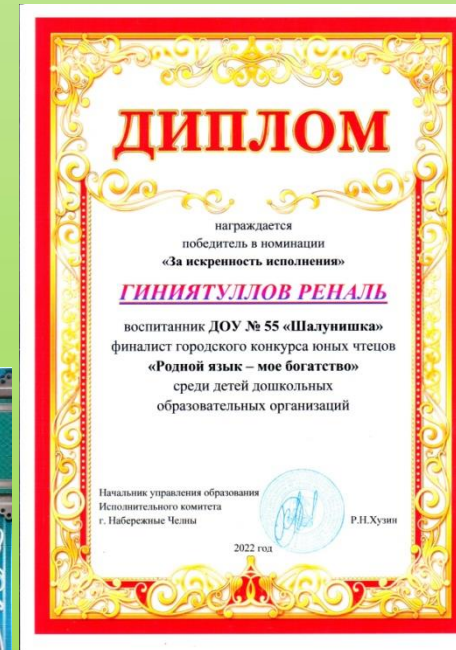 ДИПЛОМ
награждается
победитель в номинации
«За искренность исполнения»
ГИНИЯТУЛЛОВ РЕНАЛЬ
воспитанник ДОУ № 55 «Шалунишка»
финалист городского конкурса юных чтецов
«Родной язык – мое богатство»
среди детей дошкольных
образовательных организаций
Начальник управления образования
Исполнительного комитета
г. Набережные Челны
Р.Н.Хузин
2022 год